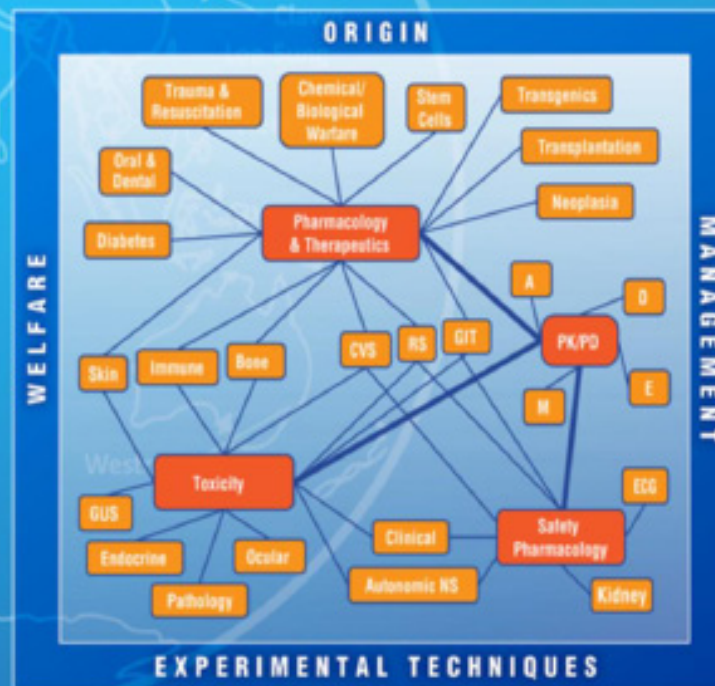 ORIGIN
Trauma &
Resuscitation
Chemical/
Biological
Warfare
Stem
Cells
Transgenics
Transplantation
Neoplasia
Oral &
Dental
Diabetes
Pharmacology
& Therapeutics
WELFARE
MANAGEMENT
A
D
PK/PD
E
M
Skin
Immune
Bone
CVS
RS
GIT
West
Toxicity
GUS
Endocrine
Pathology
Ocular
Clinical
Autonomic NS
Safety
Pharmacology
ECG
Kidney
EXPERIMENTAL TECHNIQUES